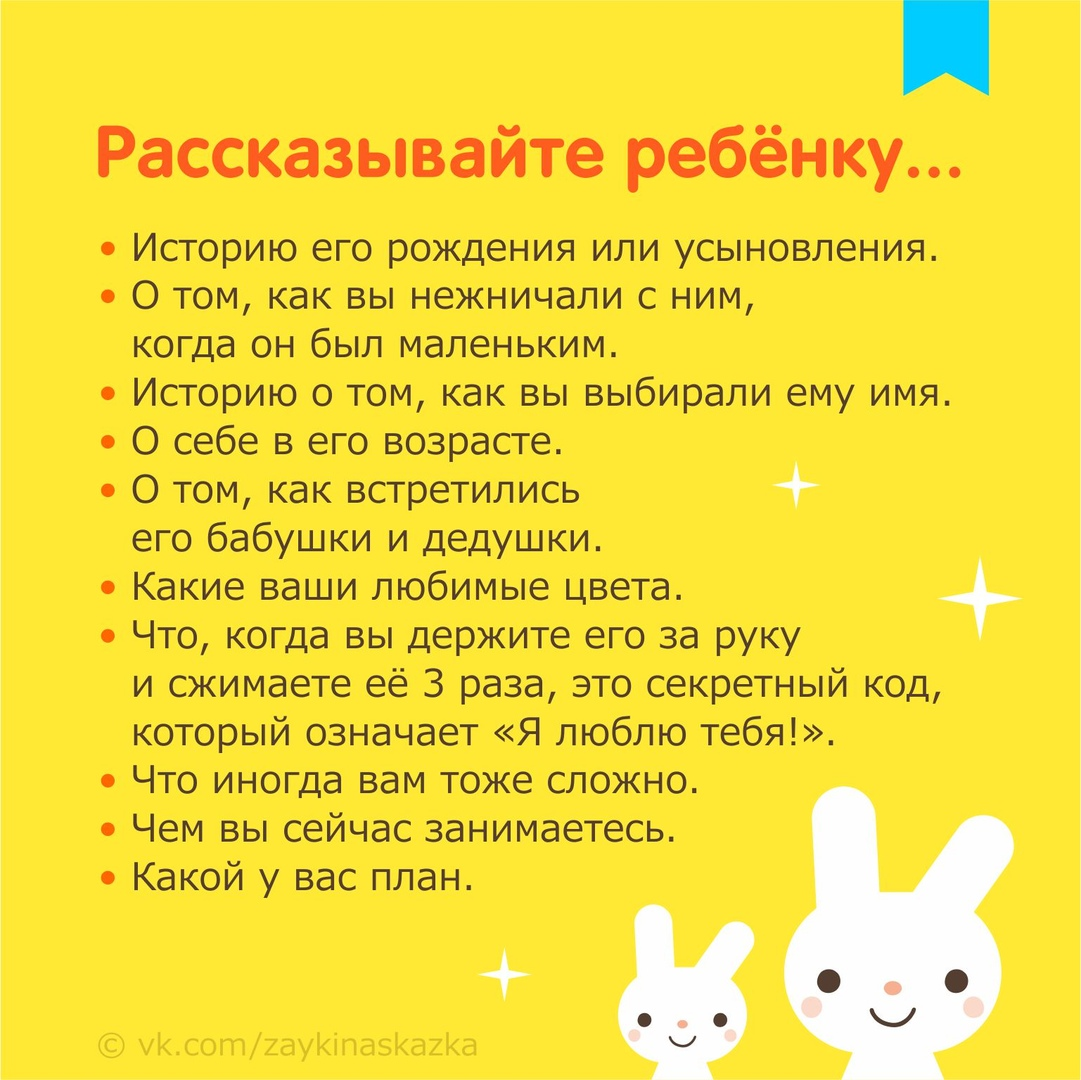 Рассказывайте ребёнку...
• Историю его рождения или усыновления.
• О том, как вы нежничали с ним,
когда он был маленьким.
• Историю о том, как вы выбирали ему имя.
• О себе в его возрасте.
• О том, как встретились
его бабушки и дедушки.
• Какие ваши любимые цвета.
• Что, когда вы держите его за руку
и сжимаете её 3 раза, это секретный код,
который означает «Я люблю тебя!».
• Что иногда вам тоже сложно.
• Чем вы сейчас занимаетесь.
• Какой у вас план.
© vk.com/zaykinaskazka